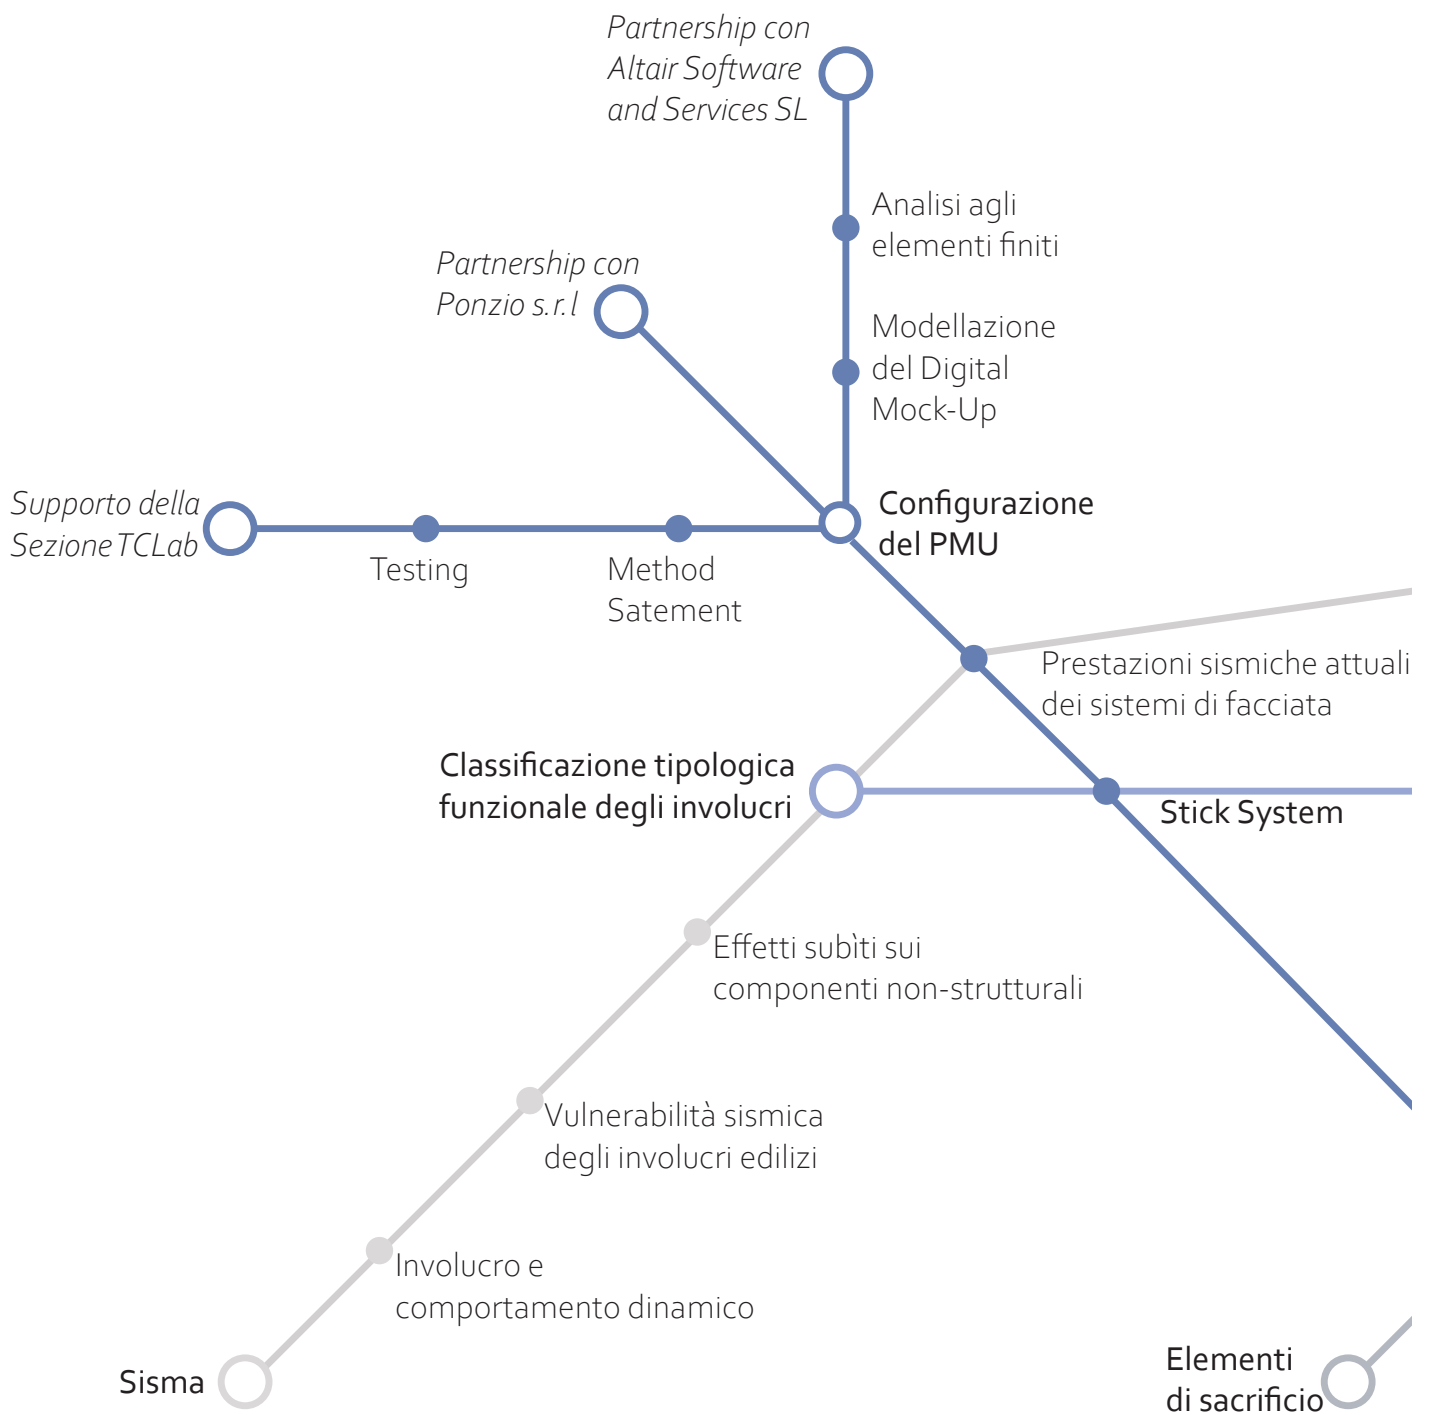 Partnership con
Altair Software
and Services SL
Analisi agli
elementi finiti
Partnership con
Ponzio s.r.l
Modellazione
del Digital
Mock-Up
Supporto della
Sezione TCLab
Configurazione
del PMU
Testing
Method
Satement
Prestazioni sismiche attuali
dei sistemi di facciata
Classificazione tipologica
funzionale degli involucri
Stick System
Effetti subìti sui
componenti non-strutturali
Vulnerabilità sismica
degli involucri edilizi
Involucro e
comportamento dinamico
Sisma
Elementi
di sacrificio